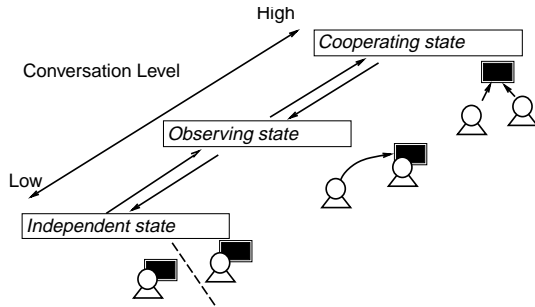 High
Cooperating state
Conversation Level
Observing state
Low
Independent state